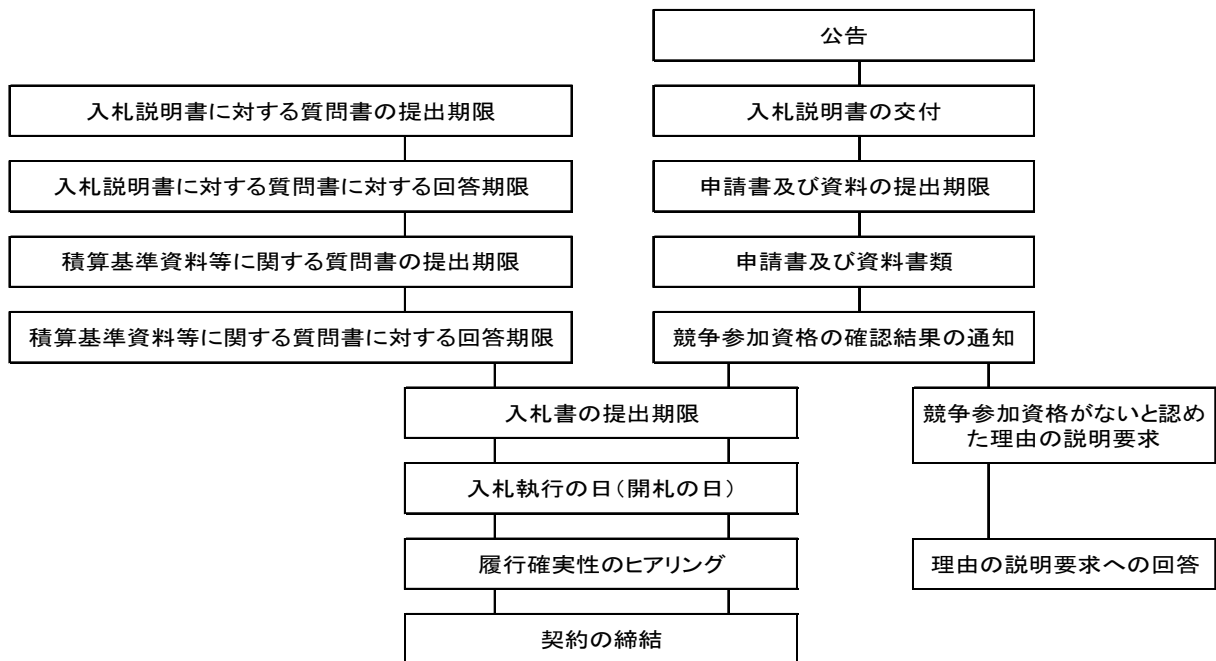 公告
入札説明書に対する質問書の提出期限
入札説明書の交付
入札説明書に対する質問書に対する回答期限
申請書及び資料の提出期限
積算基準資料等に関する質問書の提出期限
申請書及び資料書類
積算基準資料等に関する質問書に対する回答期限
競争参加資格の確認結果の通知
入札書の提出期限
競争参加資格がないと認め
た理由の説明要求
入札執行の日（開札の日）
履行確実性のヒアリング
理由の説明要求への回答
契約の締結